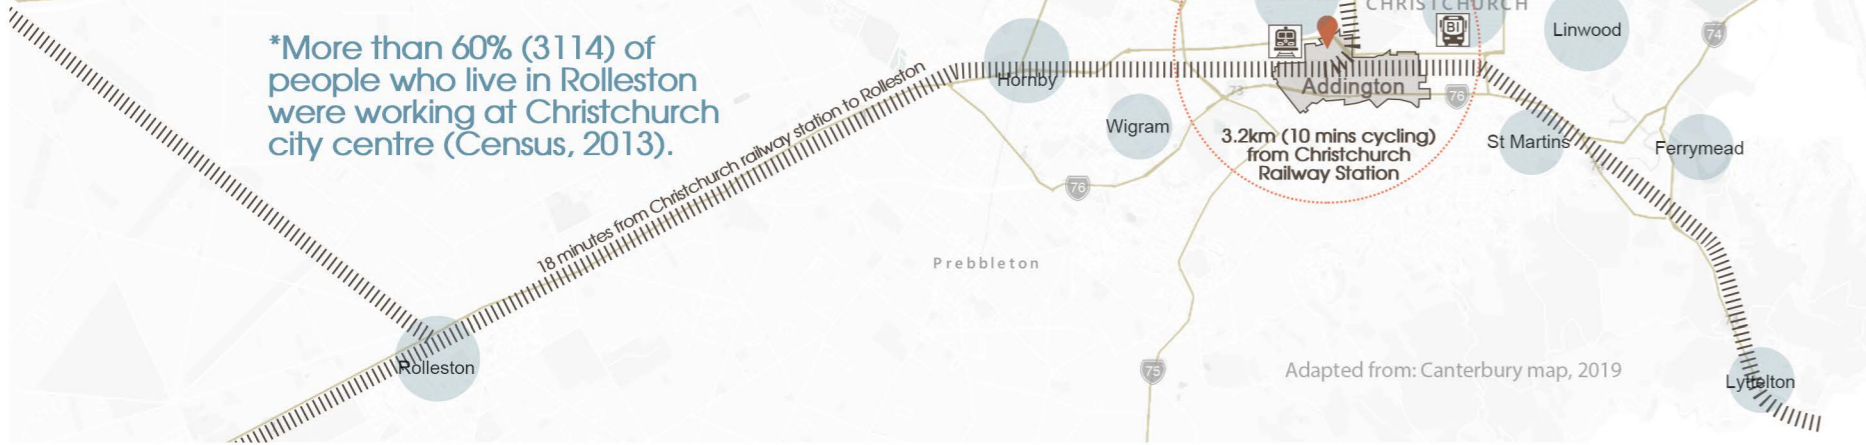 CHRISTCHURCH
*More than 60% (3114) of
people who live in Rolleston
were working at Christchurch
city centre (Census, 2013).
BI
Linwood
74
Hornby
18 minutes from Christchurch railway station to Rolleston
73
Addington
76
Wigram
3.2km (10 mins cycling)
from Christchurch
Railway Station
St Martins
Ferrymead
76
Prebbleton
75
Rolleston
Adapted from: Canterbury map, 2019
Lyttelton